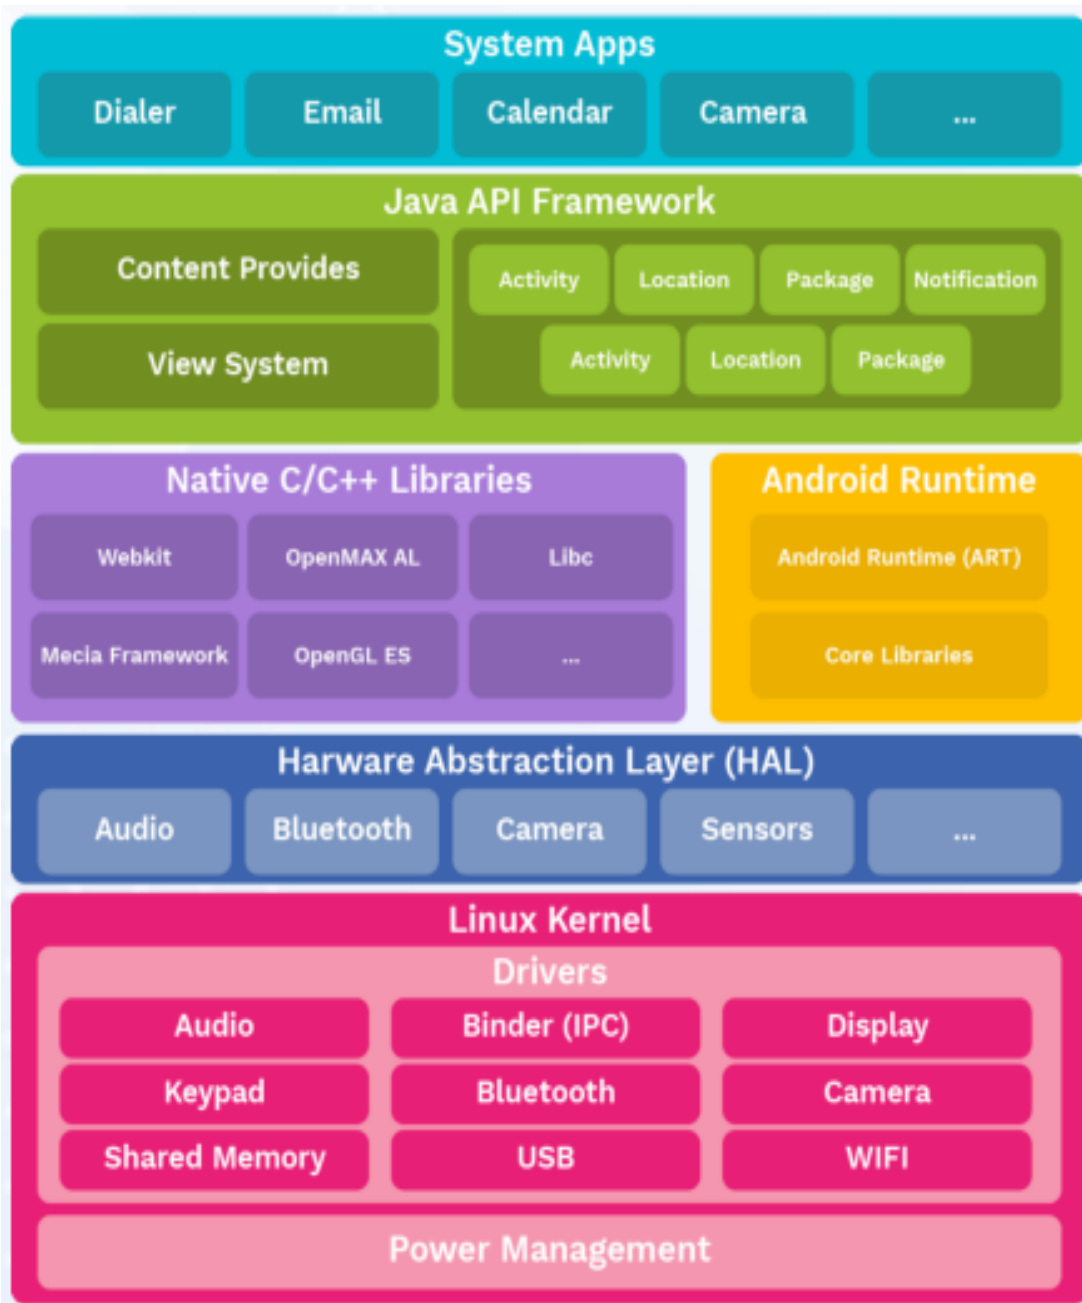 System Apps
Dialer Email Calendar Camera ...
Java API Framework
Content Provides
View System
Activity Location Package Notification
Activity Location Package
Native C/C++ Libraries
Webkit OpenMAX AL Libc
Mecia Framework OpenGL ES ...
Android Runtime
Android Runtime (ART)
Core Libraries
Harware Abstraction Layer (HAL)
Audio Bluetooth Camera Sensors ...
Linux Kernel
Drivers
Audio Binder (IPC) Display
Keypad Bluetooth Camera
Shared Memory USB WIFI
Power Management